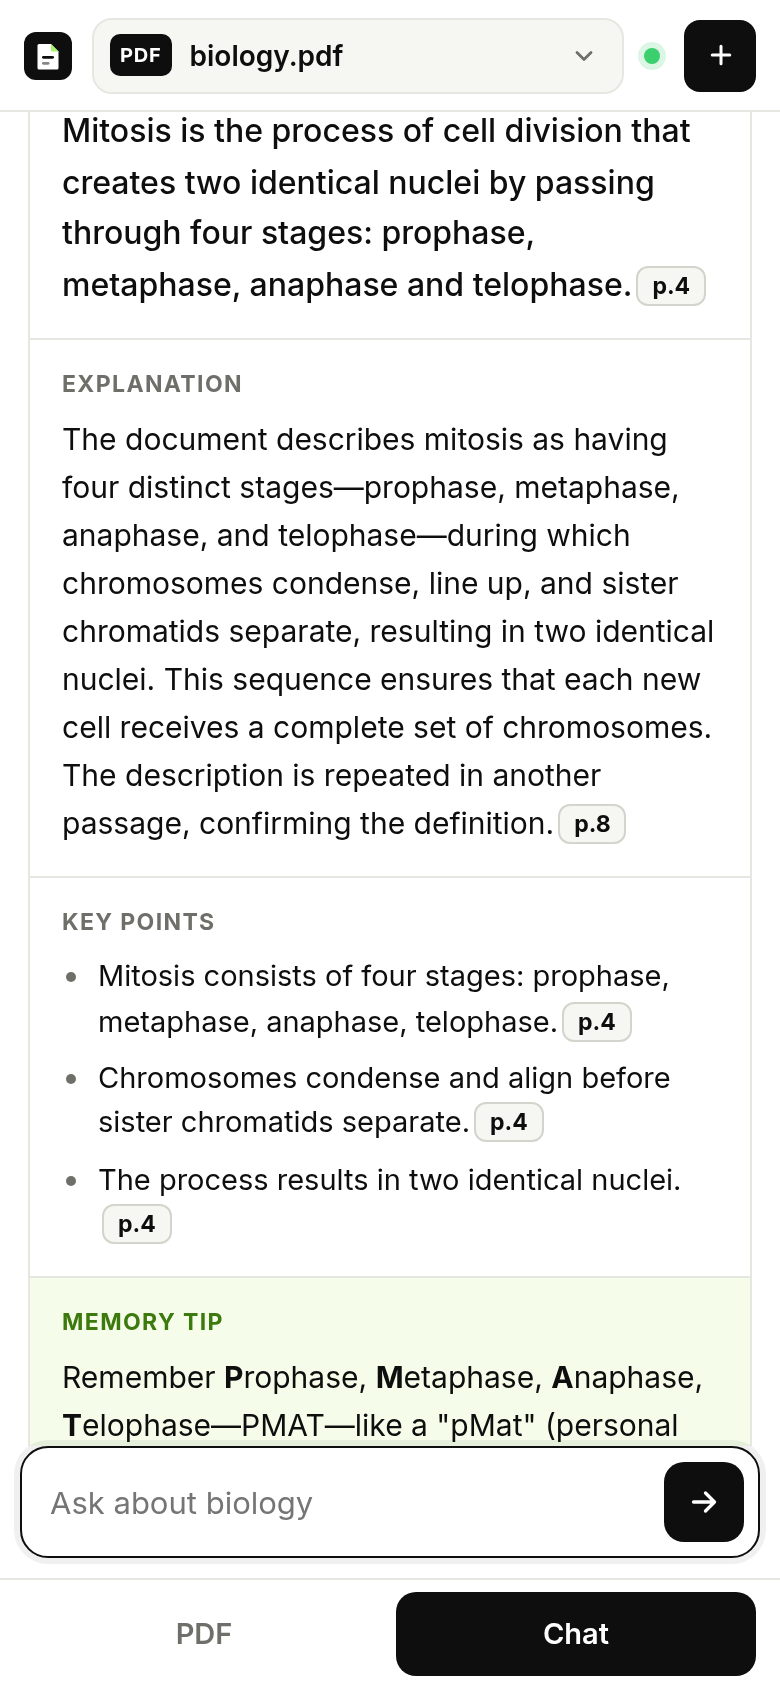 PDF biology.pdf
Mitosis is the process of cell division that
creates two identical nuclei by passing
through four stages: prophase,
metaphase, anaphase and telophase. p.4
EXPLANATION
The document describes mitosis as having
four distinct stages—prophase, metaphase,
anaphase, and telophase—during which
chromosomes condense, line up, and sister
chromatids separate, resulting in two identical
nuclei. This sequence ensures that each new
cell receives a complete set of chromosomes.
The description is repeated in another
passage, confirming the definition. p.8
KEY POINTS
Mitosis consists of four stages: prophase,
metaphase, anaphase, telophase. p.4
Chromosomes condense and align before
sister chromatids separate. p.4
The process results in two identical nuclei.
p.4
MEMORY TIP
Remember Prophase, Metaphase, Anaphase,
Telophase—PMAT—like a "pMat" (personal
Ask about biology
PDF Chat